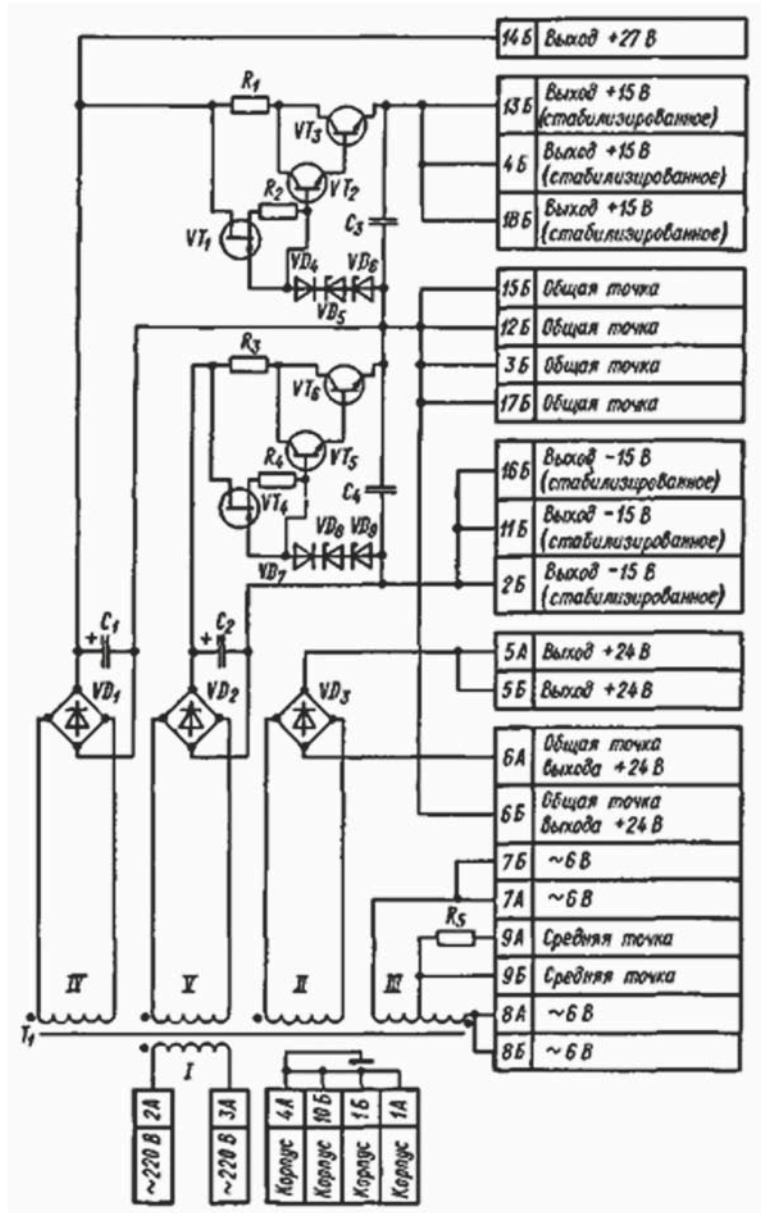 14Б Выход +27 В
R1
VT3
13Б Выход +15 В
(стабилизированное)
VT2
4Б Выход +15 В
(стабилизированное)
R2
C3
18Б Выход +15 В
(стабилизированное)
VT1
VD4 VD6
VD5
15Б Общая точка
12Б Общая точка
R3
3Б Общая точка
VT6
17Б Общая точка
R4
VT5
16Б Выход -15 В
(стабилизированное)
VT4
C4
11Б Выход -15 В
(стабилизированное)
VD8 VD9
VD7
2Б Выход -15 В
(стабилизированное)
+ C1
+ C2
5А Выход +24 В
5Б Выход +24 В
VD1
VD2
VD3
6А Общая точка
выхода +24 В
6Б Общая точка
выхода +24 В
7Б ~6 В
7А ~6 В
R5
9А Средняя точка
9Б Средняя точка
IV
V
II
III
8А ~6 В
8Б ~6 В
T1
I
2А ~220 В
3А ~220 В
4А Корпус
10Б Корпус
1Б Корпус
1А Корпус